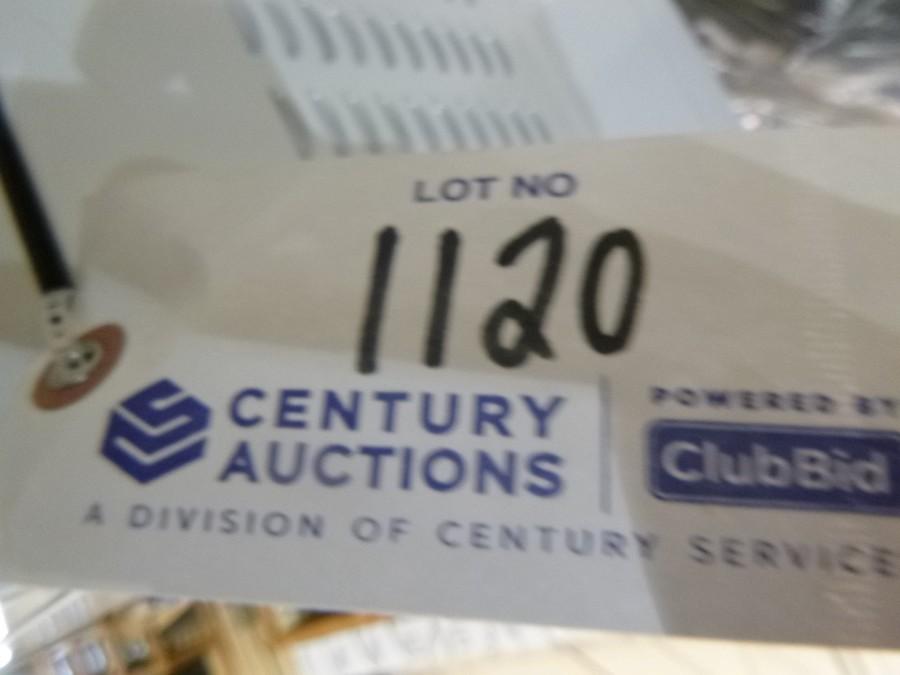 LOT NO
1120
CENTURY
AUCTIONS
POWERED BY
ClubBid
A DIVISION OF CENTURY SERVICE